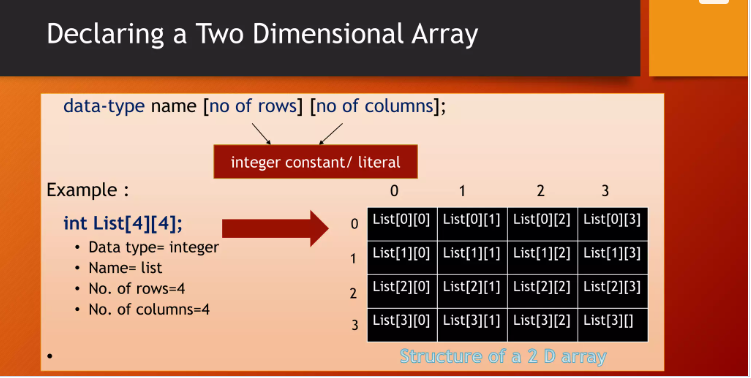 Declaring a Two Dimensional Array
data-type name [no of rows] [no of columns];
integer constant/ literal
Example :
int List[4][4];
• Data type= integer
• Name= list
• No. of rows=4
• No. of columns=4
•
0 1 2 3
0 List[0][0] List[0][1] List[0][2] List[0][3]
1 List[1][0] List[1][1] List[1][2] List[1][3]
2 List[2][0] List[2][1] List[2][2] List[2][3]
3 List[3][0] List[3][1] List[3][2] List[3][]
Structure of a 2 D array